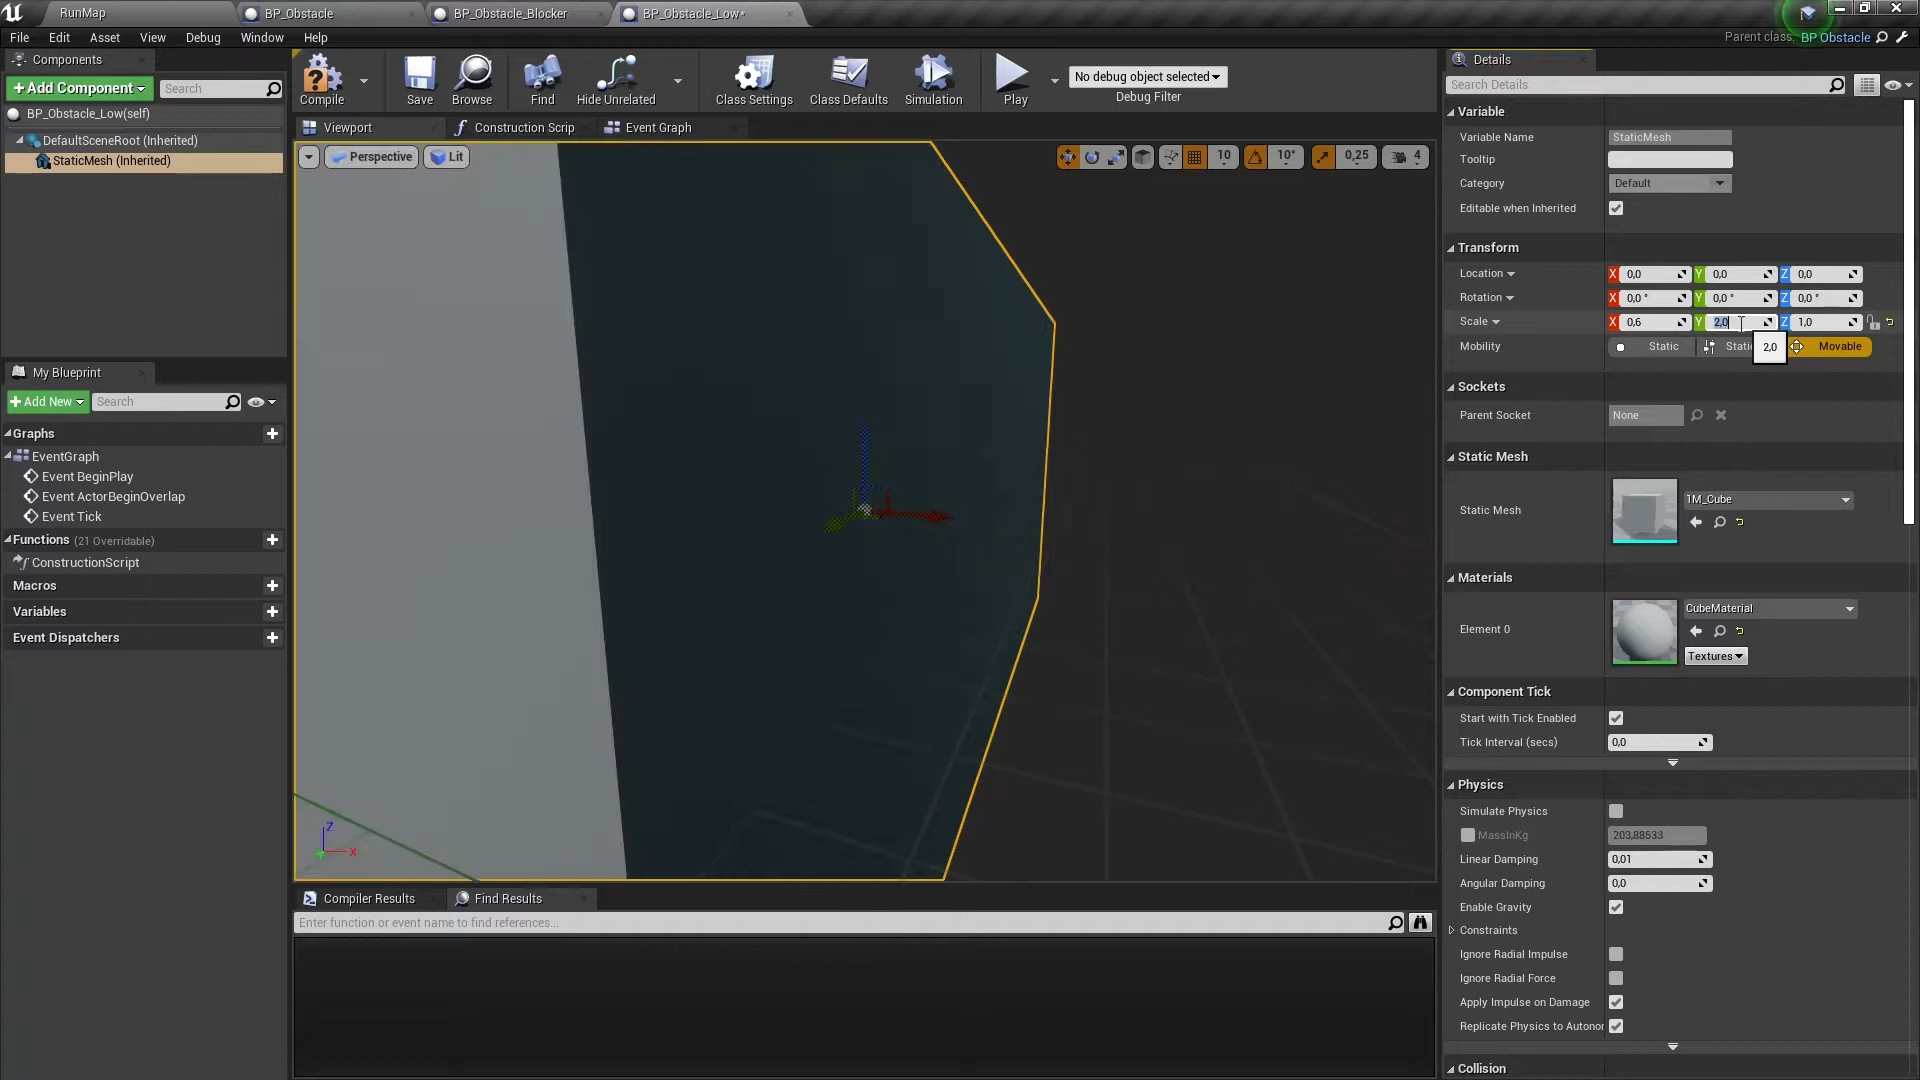 RunMap
BP_Obstacle
BP_Obstacle_Blocker
BP_Obstacle_Low*
File Edit Asset View Debug Window Help
Parent class: BP Obstacle
Components
Details
Add Component
Search
Compile
Save
Browse
Find
Hide Unrelated
Class Settings
Class Defaults
Simulation
Play
No debug object selected
Debug Filter
Search Details
BP_Obstacle_Low(self)
DefaultSceneRoot (Inherited)
StaticMesh (Inherited)
Viewport
Construction Scrip
Event Graph
Perspective
Lit
10
10°
0,25
4
Variable
Variable Name StaticMesh
Tooltip
Category Default
Editable when Inherited
Transform
Location X 0,0 Y 0,0 Z 0,0
Rotation X 0,0 ° Y 0,0 ° Z 0,0 °
Scale X 0,6 Y 2,0 Z 1,0
Mobility Static Static Movable
2,0
Sockets
Parent Socket None
Static Mesh
Static Mesh 1M_Cube
Materials
Element 0 CubeMaterial
Textures
Component Tick
Start with Tick Enabled
Tick Interval (secs) 0,0
Physics
Simulate Physics
MassInKg 203,88533
Linear Damping 0,01
Angular Damping 0,0
Enable Gravity
Constraints
Ignore Radial Impulse
Ignore Radial Force
Apply Impulse on Damage
Replicate Physics to Autonor
Collision
My Blueprint
Add New
Search
Graphs
EventGraph
Event BeginPlay
Event ActorBeginOverlap
Event Tick
Functions (21 Overridable)
ConstructionScript
Macros
Variables
Event Dispatchers
Z
X
Compiler Results
Find Results
Enter function or event name to find references...